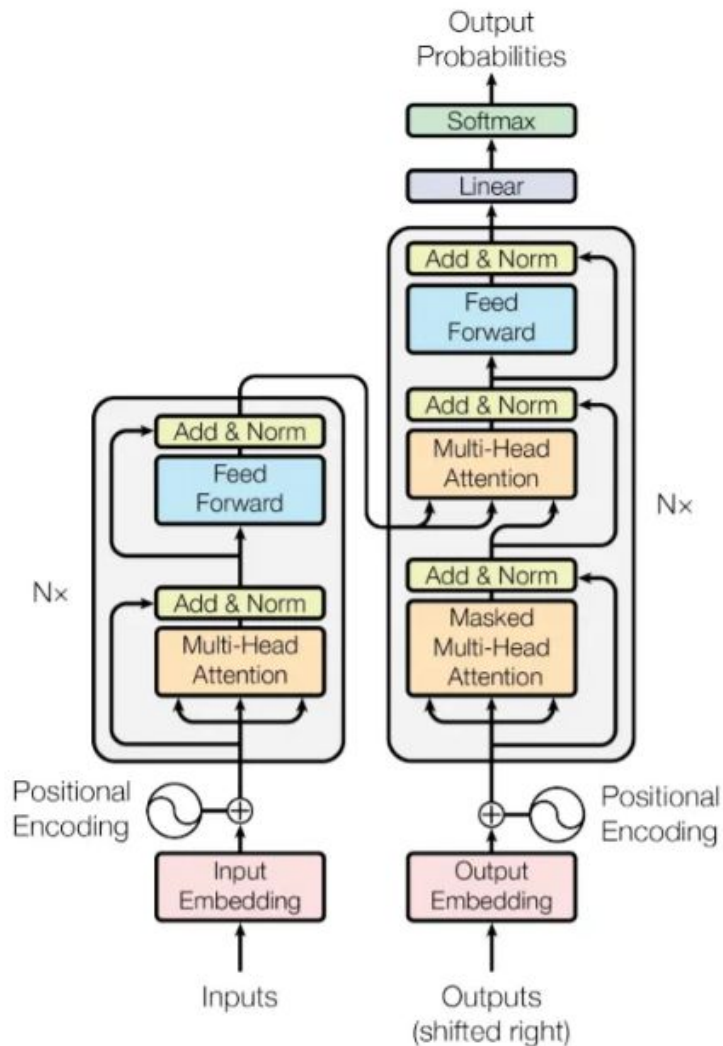 Output
Probabilities
Softmax
Linear
Add & Norm
Feed
Forward
Add & Norm
Multi-Head
Attention
Add & Norm
Masked
Multi-Head
Attention
Nx
Add & Norm
Feed
Forward
Add & Norm
Multi-Head
Attention
Nx
Positional
Encoding
Positional
Encoding
Input
Embedding
Output
Embedding
Inputs
Outputs
(shifted right)